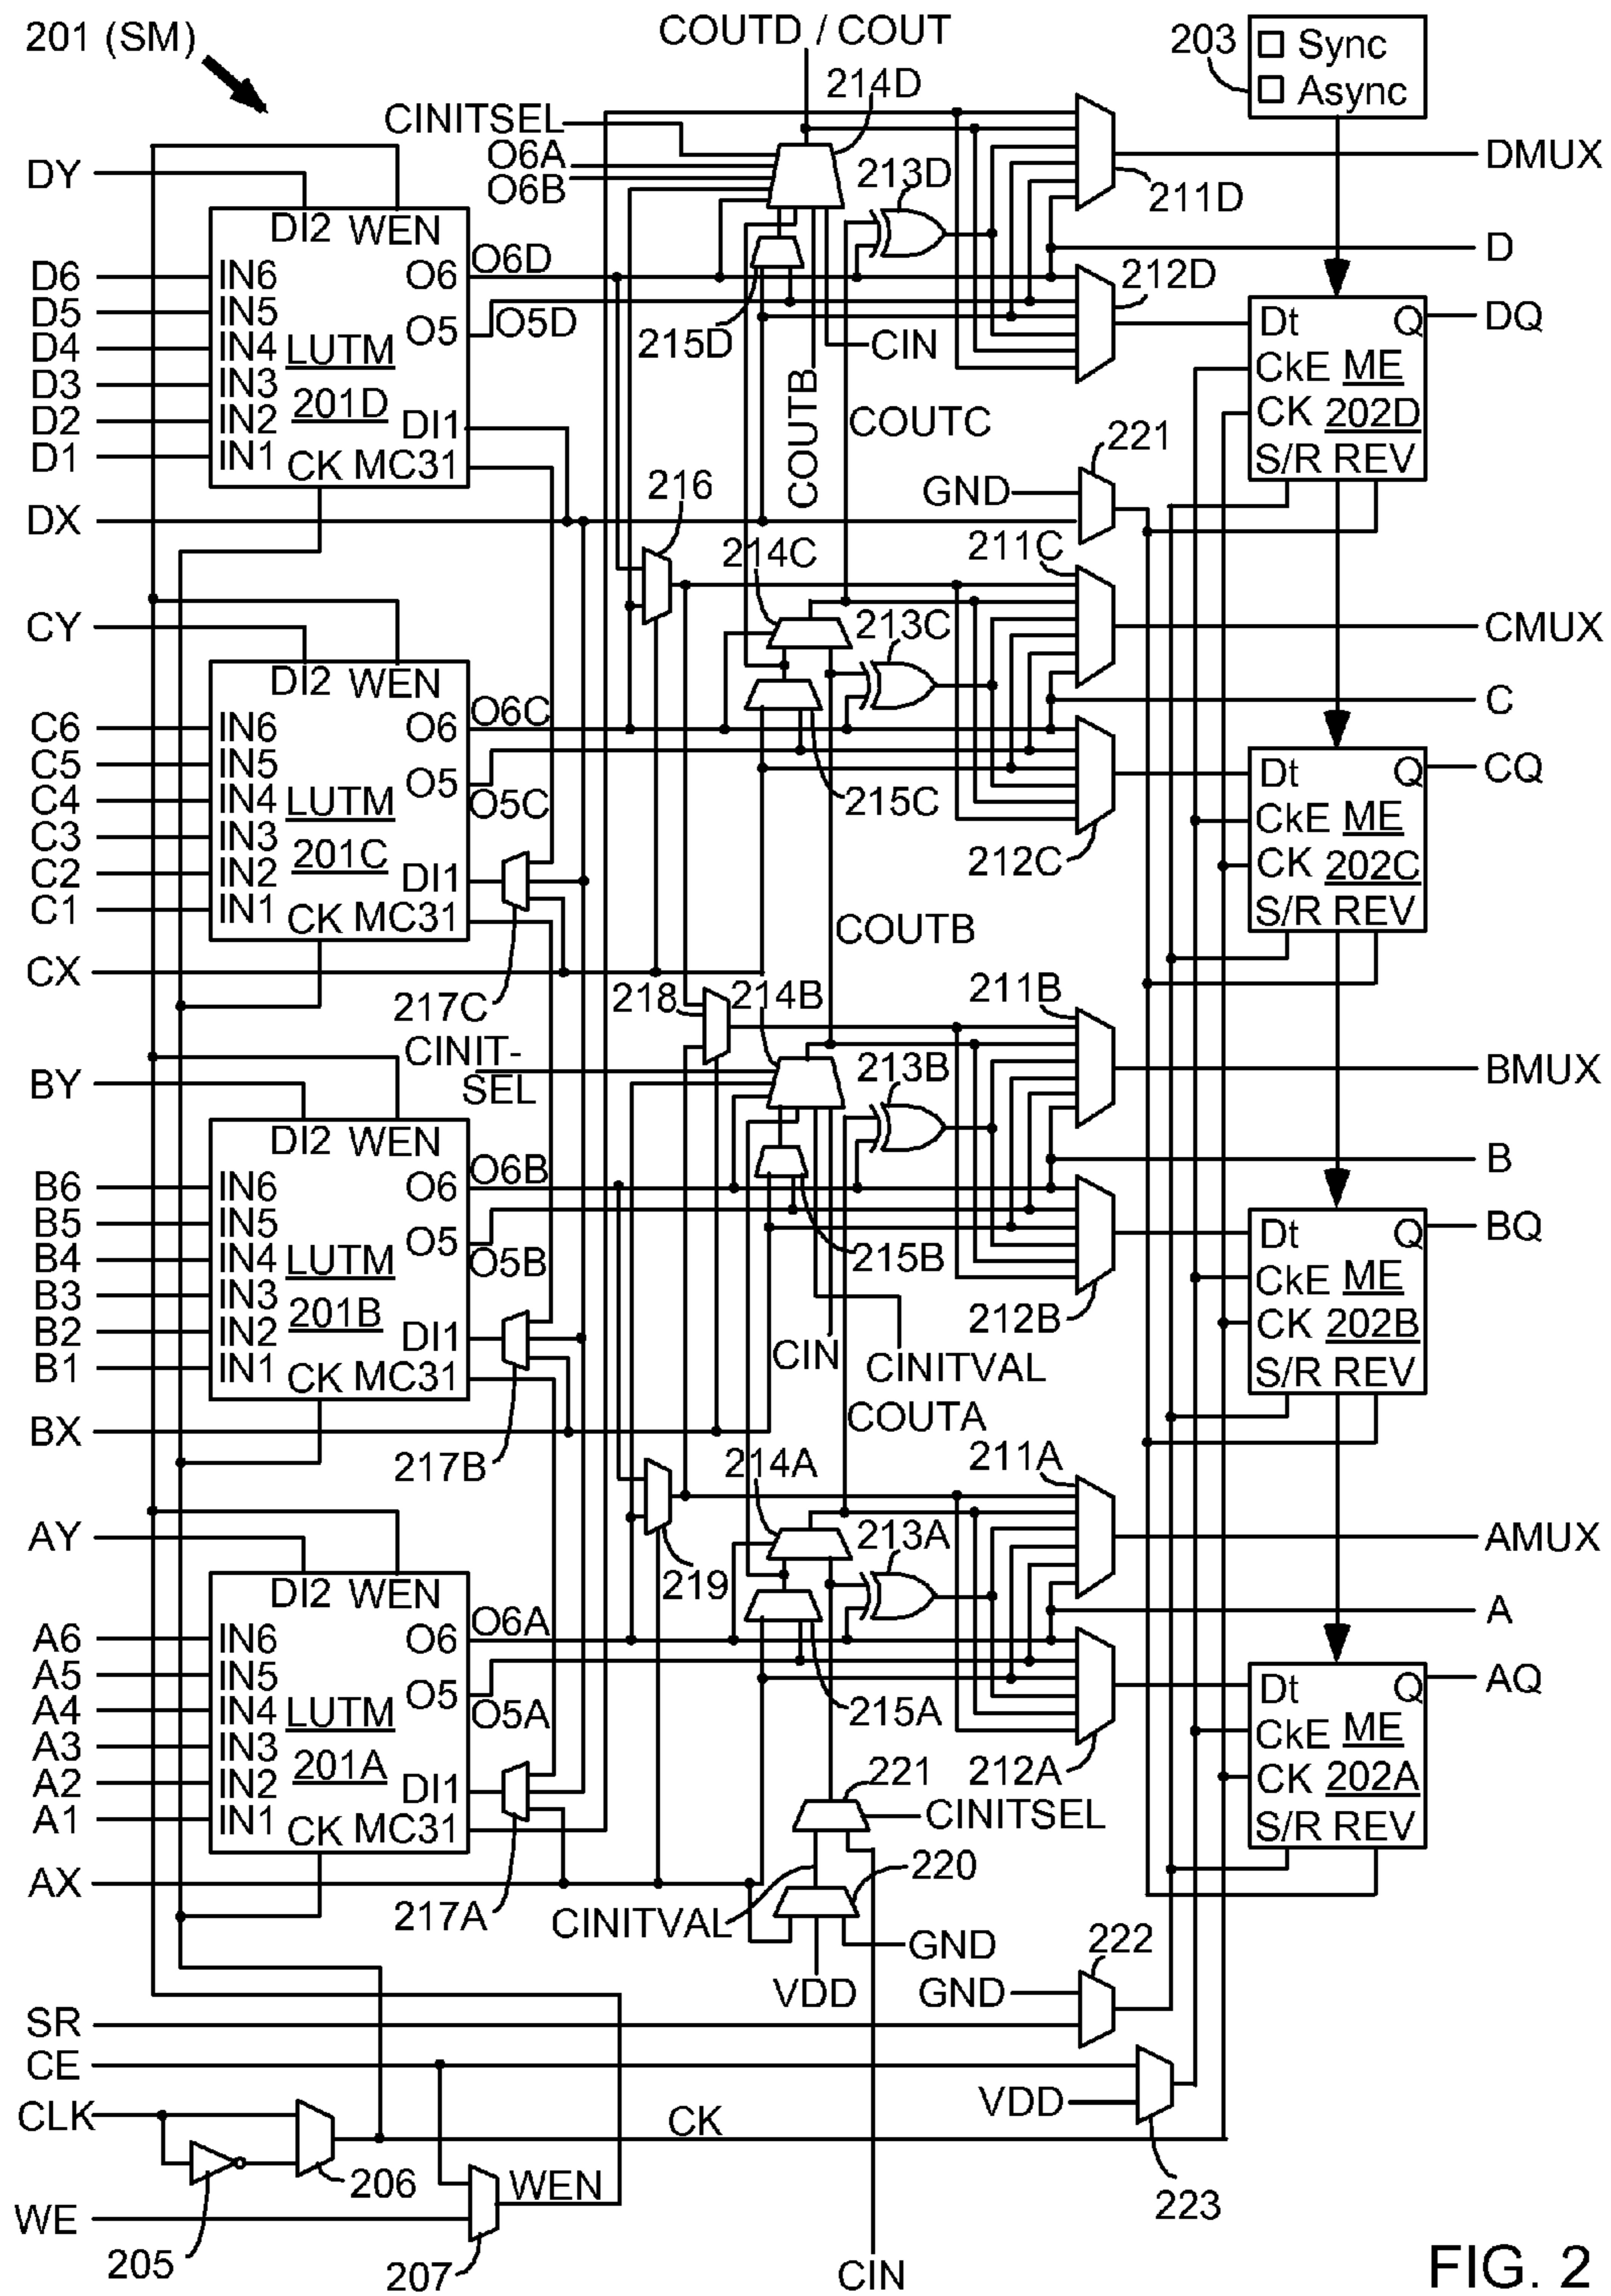 201 (SM)
COUTD / COUT
203
Sync
Async
214D
CINITSEL
O6A
O6B
213D
DMUX
211D
DY
DI2 WEN
O6
O6D
D
212D
D6
D5
D4
D3
D2
D1
IN6
IN5
IN4
IN3
IN2
IN1
LUTM
201D
O5
O5D
DI1
CK MC31
215D
CIN
COUTB
COUTC
Dt
Q
DQ
CkE ME
CK 202D
S/R REV
221
GND
DX
216
214C
211C
213C
CMUX
CY
DI2 WEN
O6
O6C
C
C6
C5
C4
C3
C2
C1
IN6
IN5
IN4
IN3
IN2
IN1
LUTM
201C
O5
O5C
DI1
CK MC31
215C
212C
Dt
Q
CQ
CkE ME
CK 202C
S/R REV
COUTB
CX
217C
218
214B
211B
CINIT-
SEL
213B
BMUX
BY
DI2 WEN
O6
O6B
B
B6
B5
B4
B3
B2
B1
IN6
IN5
IN4
IN3
IN2
IN1
LUTM
201B
O5
O5B
DI1
CK MC31
215B
212B
Dt
Q
BQ
CkE ME
CK 202B
S/R REV
CIN
CINITVAL
COUTA
BX
217B
214A
211A
213A
AMUX
219
AY
DI2 WEN
O6
O6A
A
A6
A5
A4
A3
A2
A1
IN6
IN5
IN4
IN3
IN2
IN1
LUTM
201A
O5
O5A
DI1
CK MC31
215A
212A
Dt
Q
AQ
CkE ME
CK 202A
S/R REV
221
CINITSEL
220
AX
217A
CINITVAL
GND
VDD
222
GND
SR
CE
VDD
CLK
CK
206
WEN
223
WE
205
207
CIN
FIG. 2